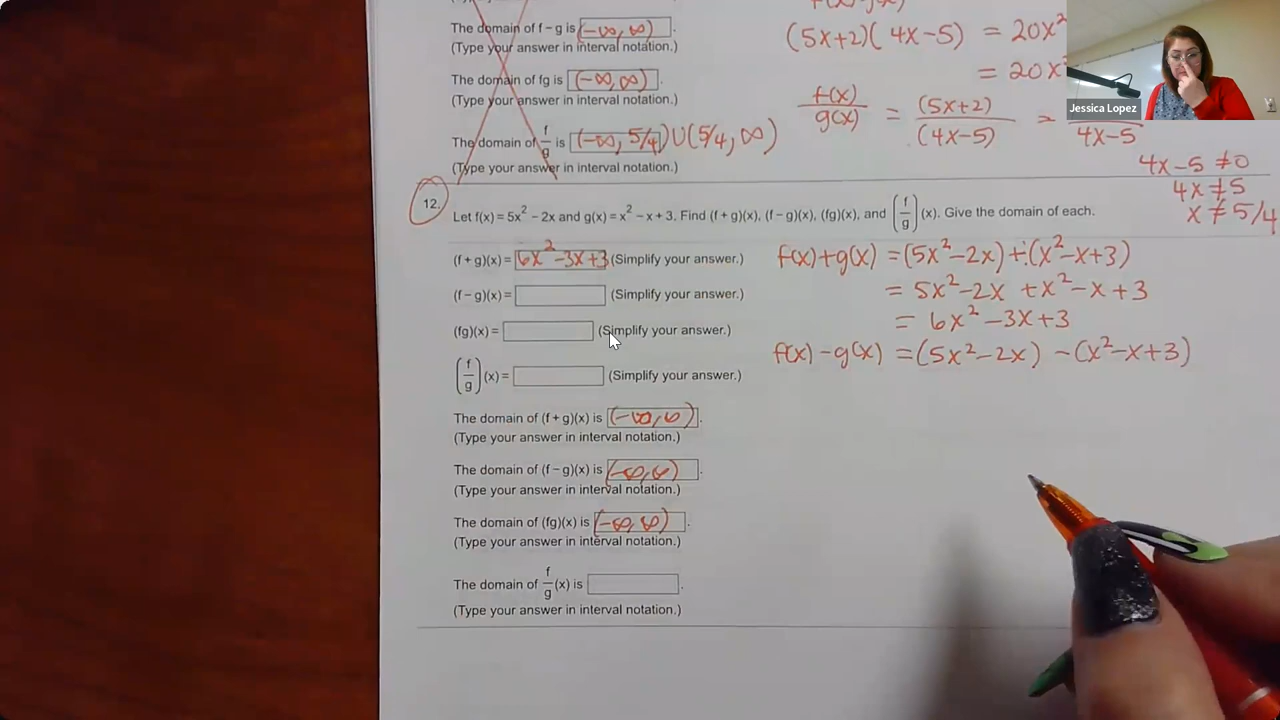 The domain of f − g is (−∞, ∞).
(Type your answer in interval notation.)
The domain of fg is (−∞, ∞).
(Type your answer in interval notation.)
The domain of f/g is (−∞, 5/4)∪(5/4, ∞)
(Type your answer in interval notation.)
(5x+2)(4x−5) = 20x²
= 20x
f(x)/g(x) = (5x+2)/(4x−5) =
4x−5
Jessica Lopez
4x−5 ≠0
4x ≠5
x ≠ 5/4
12.
Let f(x) = 5x² − 2x and g(x) = x² − x + 3. Find (f + g)(x), (f − g)(x), (fg)(x), and (f/g)(x). Give the domain of each.
(f + g)(x) = 6x²−3x+3 (Simplify your answer.)
(f − g)(x) = (Simplify your answer.)
(fg)(x) = (Simplify your answer.)
(f/g)(x) = (Simplify your answer.)
The domain of (f + g)(x) is (−∞, ∞).
(Type your answer in interval notation.)
The domain of (f − g)(x) is (−∞, ∞).
(Type your answer in interval notation.)
The domain of (fg)(x) is (−∞, ∞).
(Type your answer in interval notation.)
The domain of f/g(x) is .
(Type your answer in interval notation.)
f(x)+g(x) = (5x²−2x)+(x²−x+3)
= 5x²−2x +x²−x+3
= 6x²−3x+3
f(x)−g(x) = (5x²−2x) −(x²−x+3)